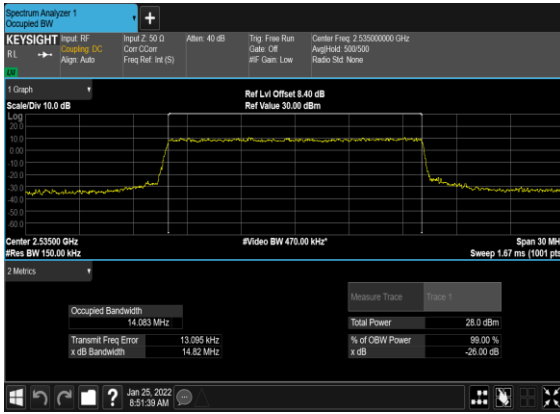 Spectrum Analyzer 1
Occupied BW
+
KEYSIGHT Input: RF Input Z: 50 Ω Atten: 40 dB Trig: Free Run Center Freq: 2.535000000 GHz
RL Coupling: DC Corr CCorr Gate: Off Avg|Hold: 500/500
Align: Auto Freq Ref: Int (S) #IF Gain: Low Radio Std: None
1 Graph
Scale/Div 10.0 dB Ref Lvl Offset 8.40 dB
Ref Value 30.00 dBm
Log
20.0
10.0
0.00
-10.0
-20.0
-30.0
-40.0
-50.0
-60.0
Center 2.53500 GHz #Video BW 470.00 kHz* Span 30 MH
#Res BW 150.00 kHz Sweep 1.67 ms (1001 pts
2 Metrics
Measure Trace Trace 1
Occupied Bandwidth
14.083 MHz Total Power 28.0 dBm
Transmit Freq Error 13.095 kHz % of OBW Power 99.00 %
x dB Bandwidth 14.82 MHz x dB -26.00 dB
? Jan 25, 2022
8:51:39 AM